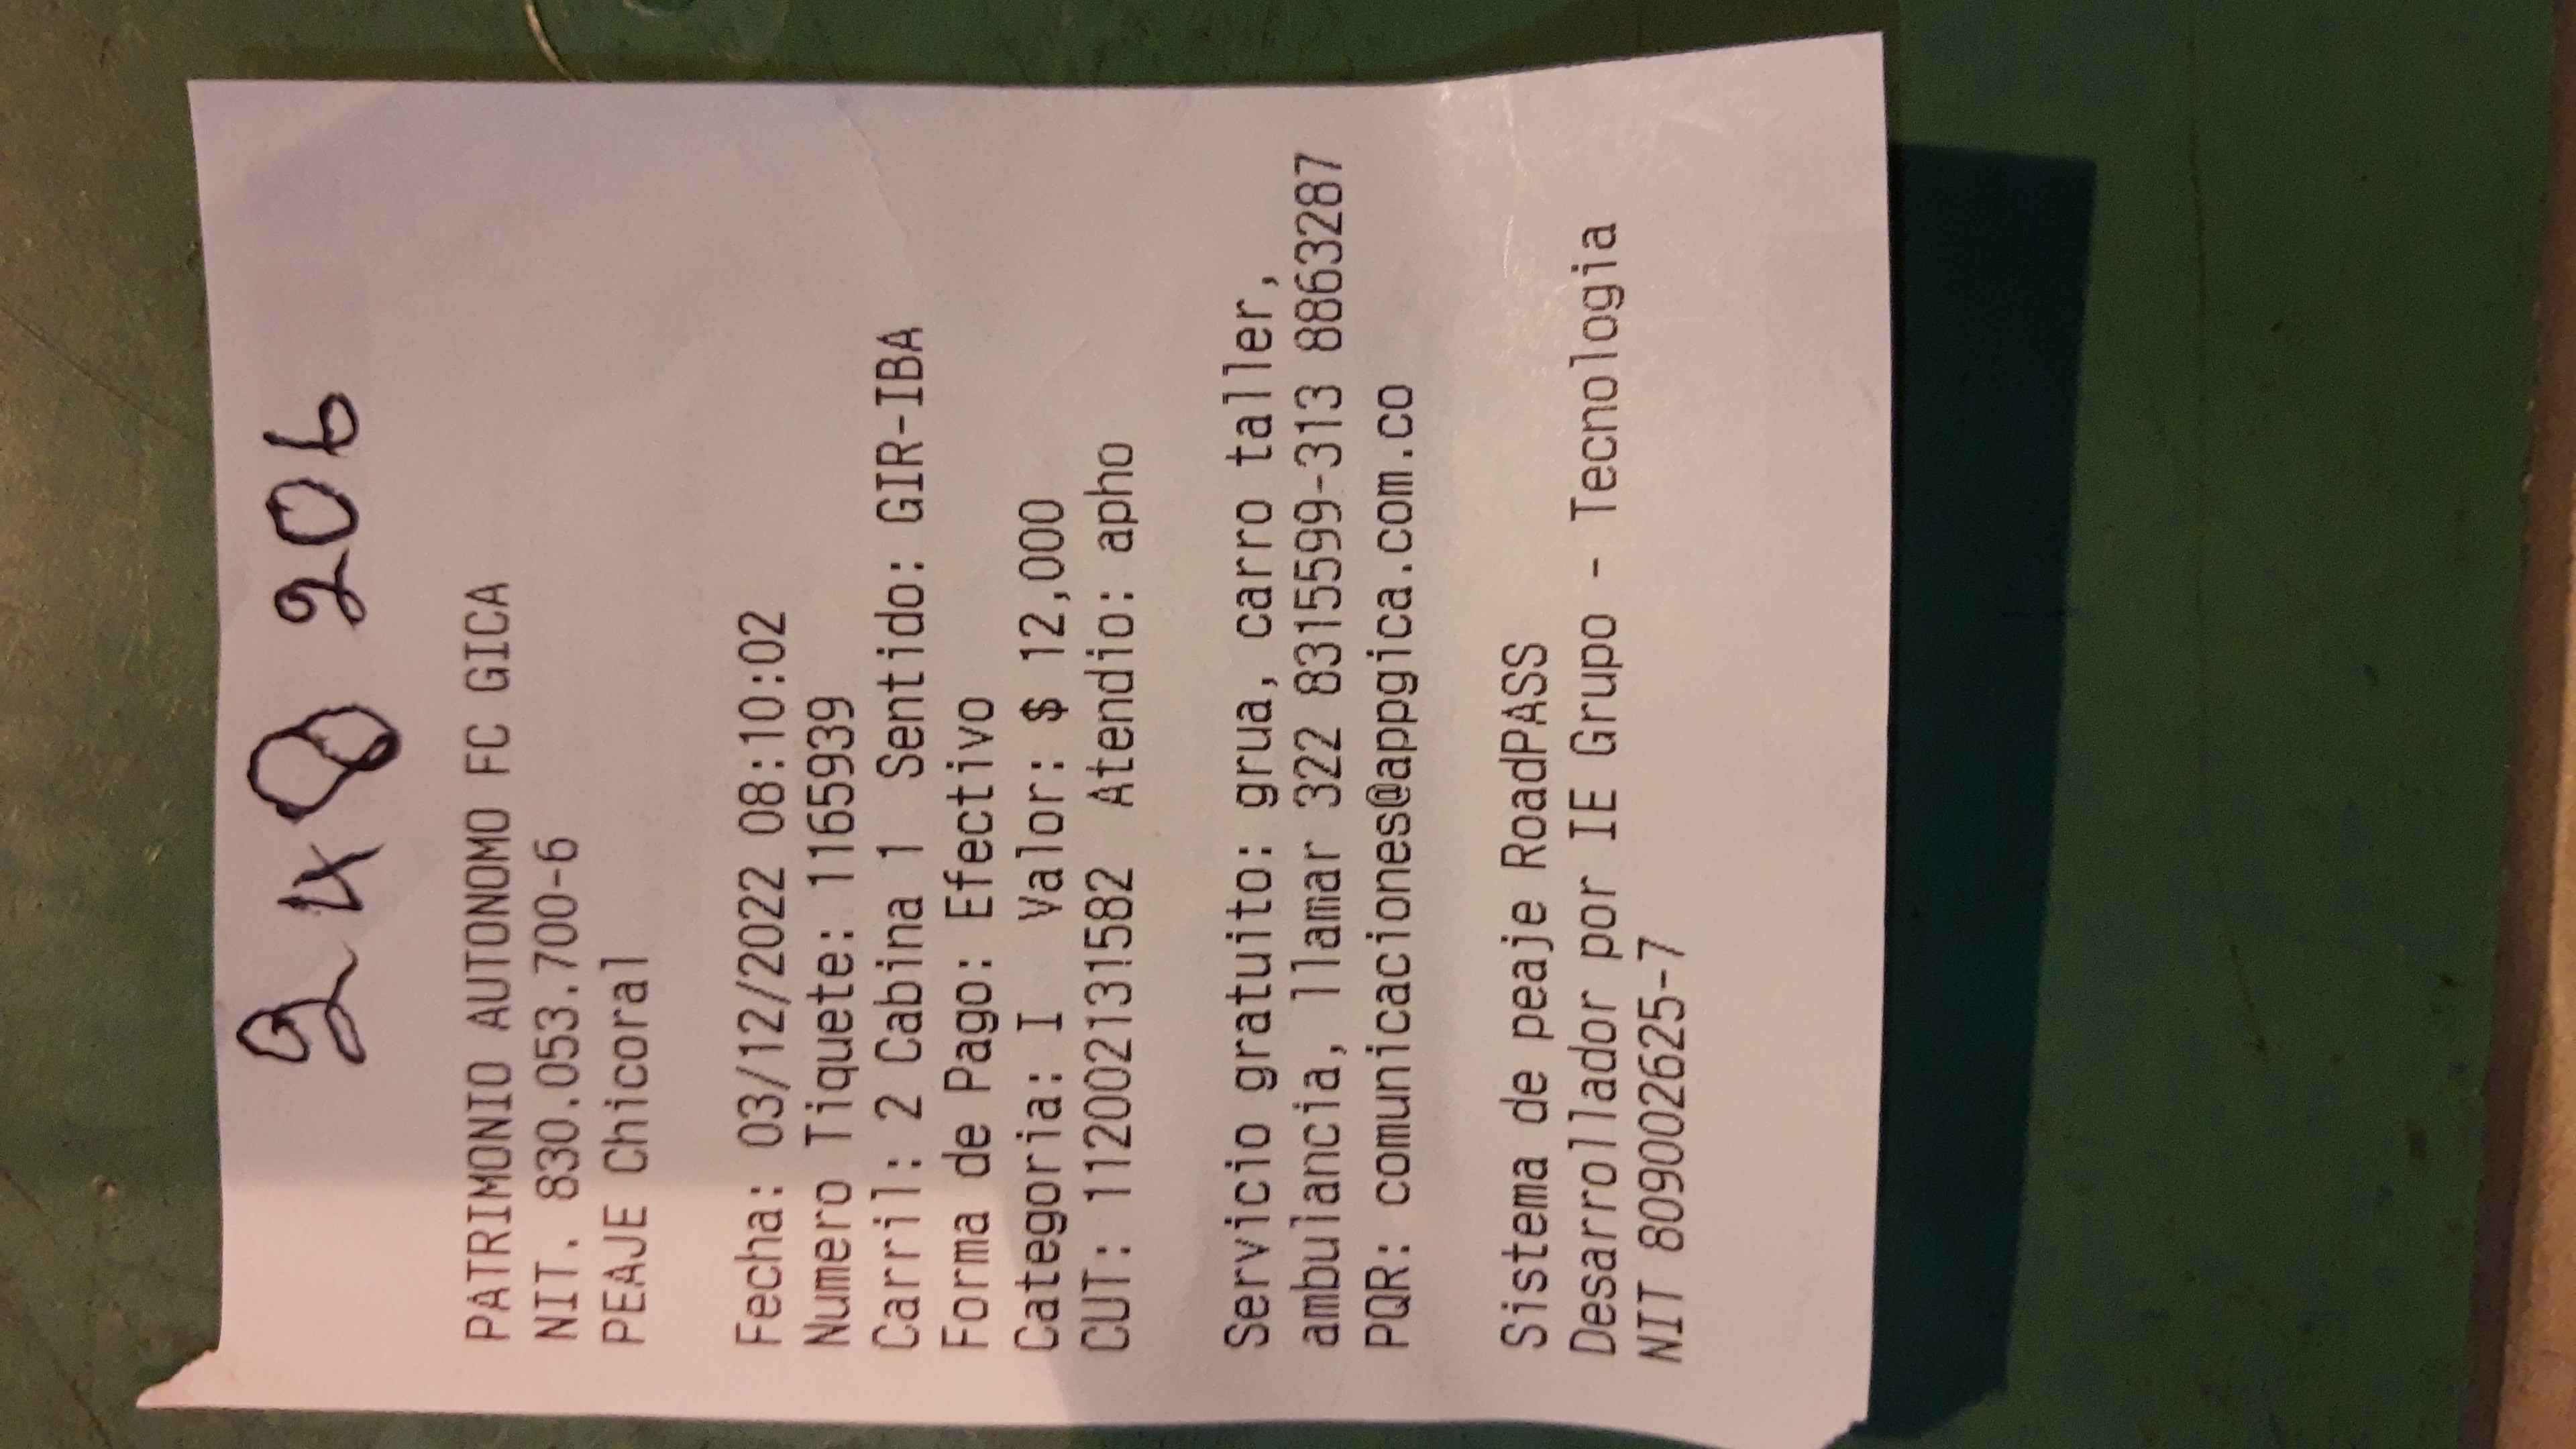 248 206
PATRIMONIO AUTONOMO FC GICA
NIT. 830.053.700-6
PEAJE Chicoral
Fecha: 03/12/2022 08:10:02
Numero Tiquete: 1165939
Carril: 2 Cabina 1 Sentido: GIR-IBA
Forma de Pago: Efectivo
Categoria: I Valor: $ 12,000
CUT: 112002131582 Atendio: apho
Servicio gratuito: grua, carro taller,
ambulancia, llamar 322 8315599-313 8863287
PQR: comunicaciones@appgica.com.co
Sistema de peaje RoadPASS
Desarrollador por IE Grupo - Tecnologia
NIT 809002625-7